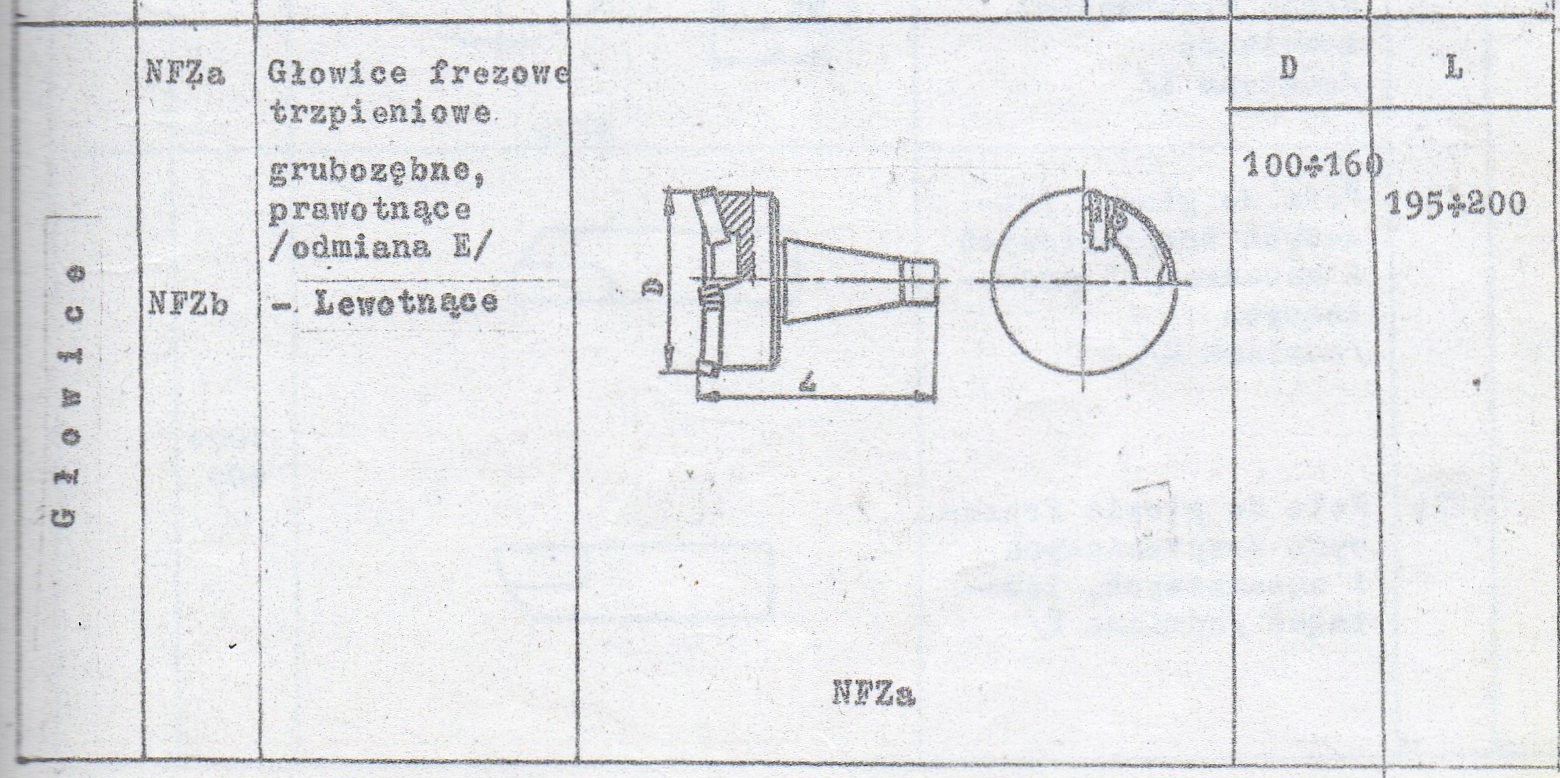 Głowice
NFZa
Głowice frezowe
trzpieniowe
grubozębne,
prawotnące
/odmiana E/
NFZb
- Lewotnące
D
L
NFZa
D
L
100÷160
195÷200